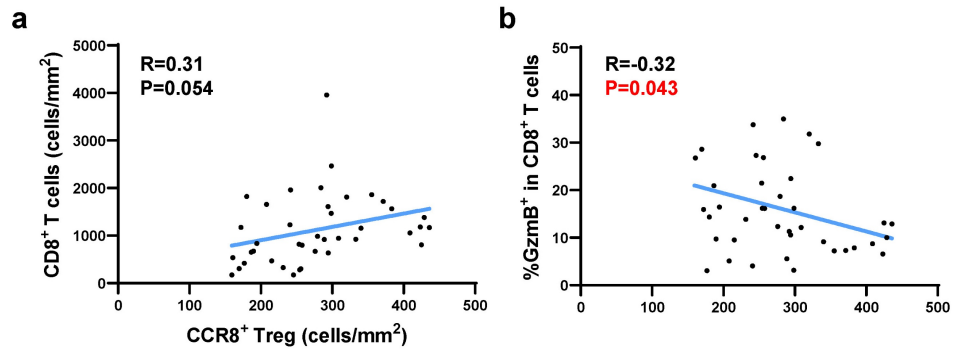 a
5000
4000
3000
2000
1000
0
0
100
200
300
400
500
CD8⁺ T cells (cells/mm²)
CCR8⁺ Treg (cells/mm²)
R=0.31
P=0.054
b
50
40
30
20
10
0
0
100
200
300
400
500
%GzmB⁺ in CD8⁺ T cells
R=-0.32
P=0.043